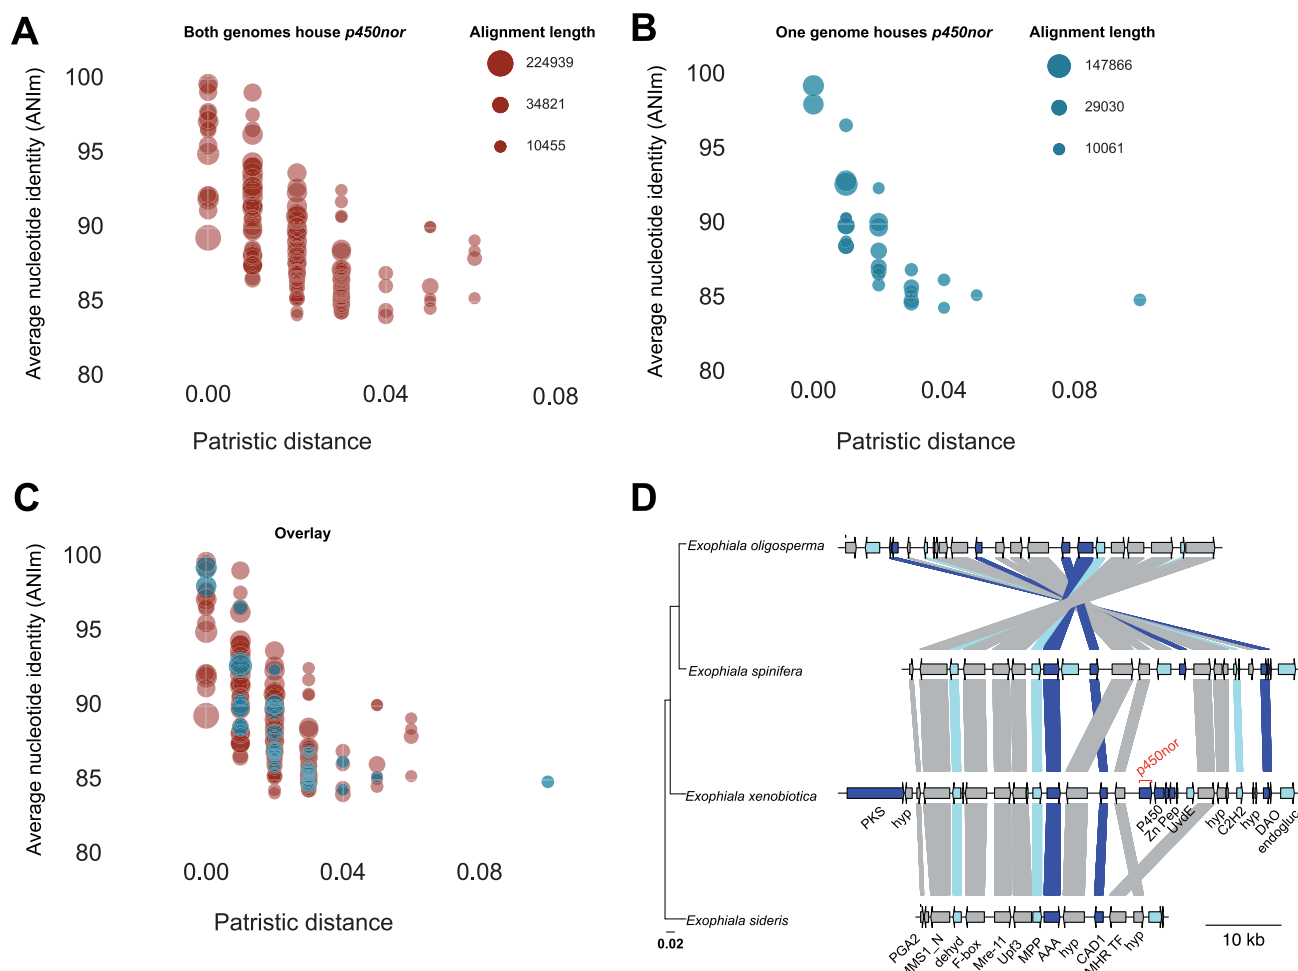 A
Both genomes house p450nor
Alignment length
224939
34821
10455
Average nucleotide identity (ANIm)
100
95
90
85
80
0.00
0.04
0.08
Patristic distance
B
One genome houses p450nor
Alignment length
147866
29030
10061
Average nucleotide identity (ANIm)
100
95
90
85
80
0.00
0.04
0.08
Patristic distance
C
Overlay
Average nucleotide identity (ANIm)
100
95
90
85
80
0.00
0.04
0.08
Patristic distance
D
Exophiala oligosperma
Exophiala spinifera
p450nor
Exophiala xenobiotica
PKS
hyp
P450
Zn Pep
UvdE
hyp
C2H2
hyp
DAO
endogluc
Exophiala sideris
0.02
PGA2
MMS1_N
dehyd
F-box
Mre-11
Upf3
MPP
AAA
hyp
CAD1
MHR TF
hyp
10 kb